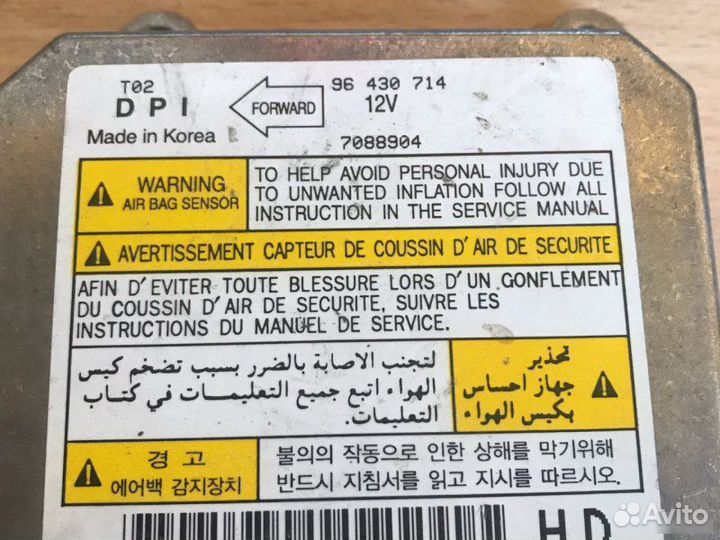 T02
DPI
Made in Korea
FORWARD
96 430 714
12V
7088904
WARNING
AIR BAG SENSOR
TO HELP AVOID PERSONAL INJURY DUE
TO UNWANTED INFLATION FOLLOW ALL
INSTRUCTION IN THE SERVICE MANUAL
AVERTISSEMENT CAPTEUR DE COUSSIN D'AIR DE SECURITE
AFIN D'EVITER TOUTE BLESSURE LORS D'UN GONFLEMENT
DU COUSSIN D'AIR DE SECURITE, SUIVRE LES
INSTRUCTIONS DU MANUEL DE SERVICE.
تحذير
جهاز احساس
بكيس الهواء
لتجنب الاصابة بالضرر بسبب تضخم كيس
الهواء اتبع جميع التعليمات في كتاب
التعليمات.
경 고
에어백 감지장치
불의의 작동으로 인한 상해를 막기위해
반드시 지침서를 읽고 지시를 따르시오.
HD
Avito